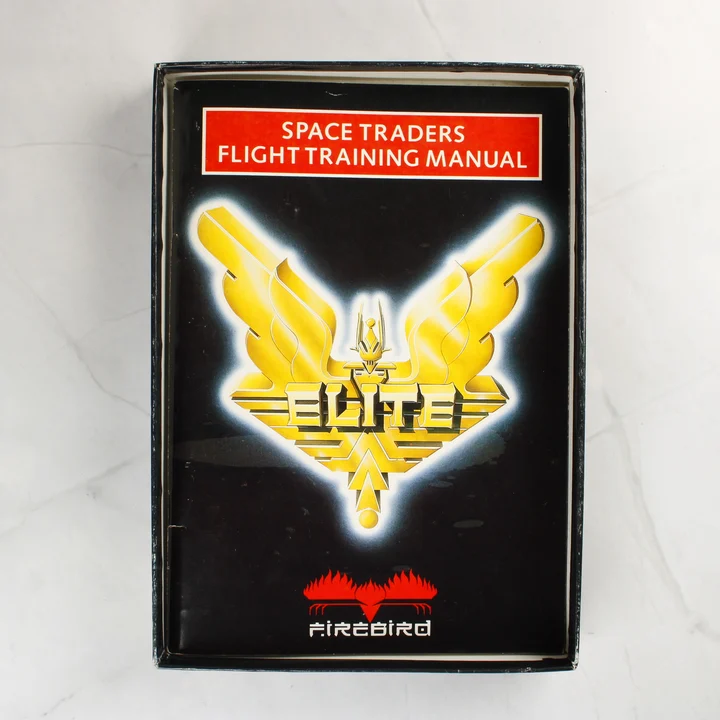 SPACE TRADERS
FLIGHT TRAINING MANUAL
ELITE
FIREBIRD